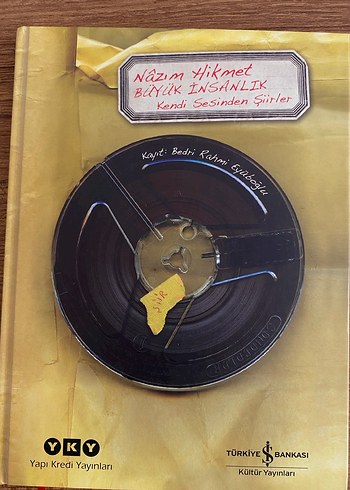 Nâzım Hikmet
BÜYÜK İNSANLIK
Kendi Sesinden Şiirler
Kayıt: Bedri Rahmi Eyüboğlu
ŞİİR
YKY
Yapı Kredi Yayınları
TÜRKİYE İŞ BANKASI
Kültür Yayınları